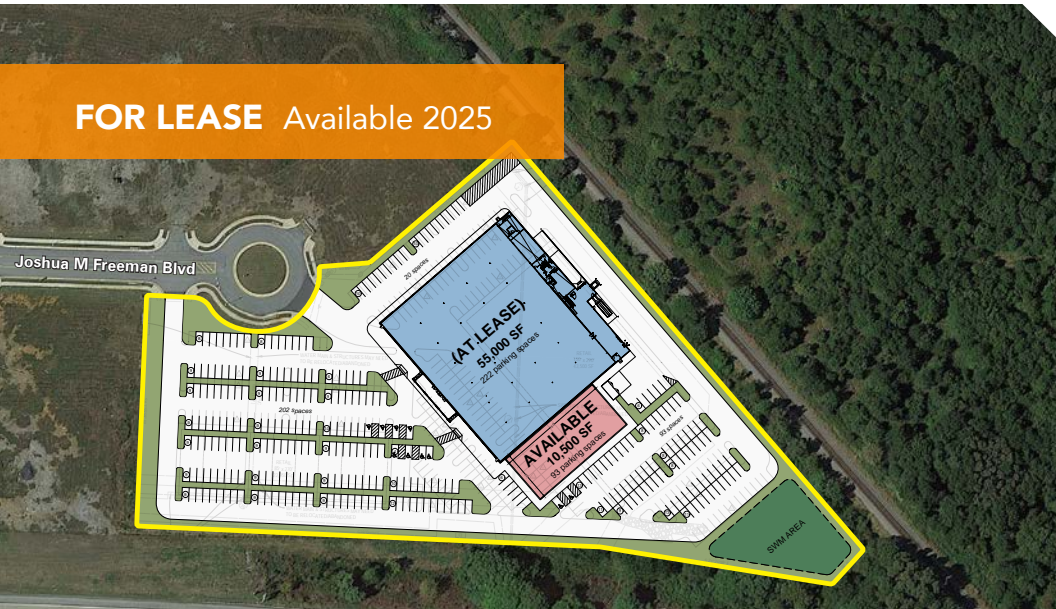 FOR LEASE Available 2025
Joshua M Freeman Blvd
20 spaces
(AT LEASE)
55,000 SF
222 parking spaces
202 spaces
AVAILABLE
10,500 SF
93 parking spaces
93 spaces
SWM AREA